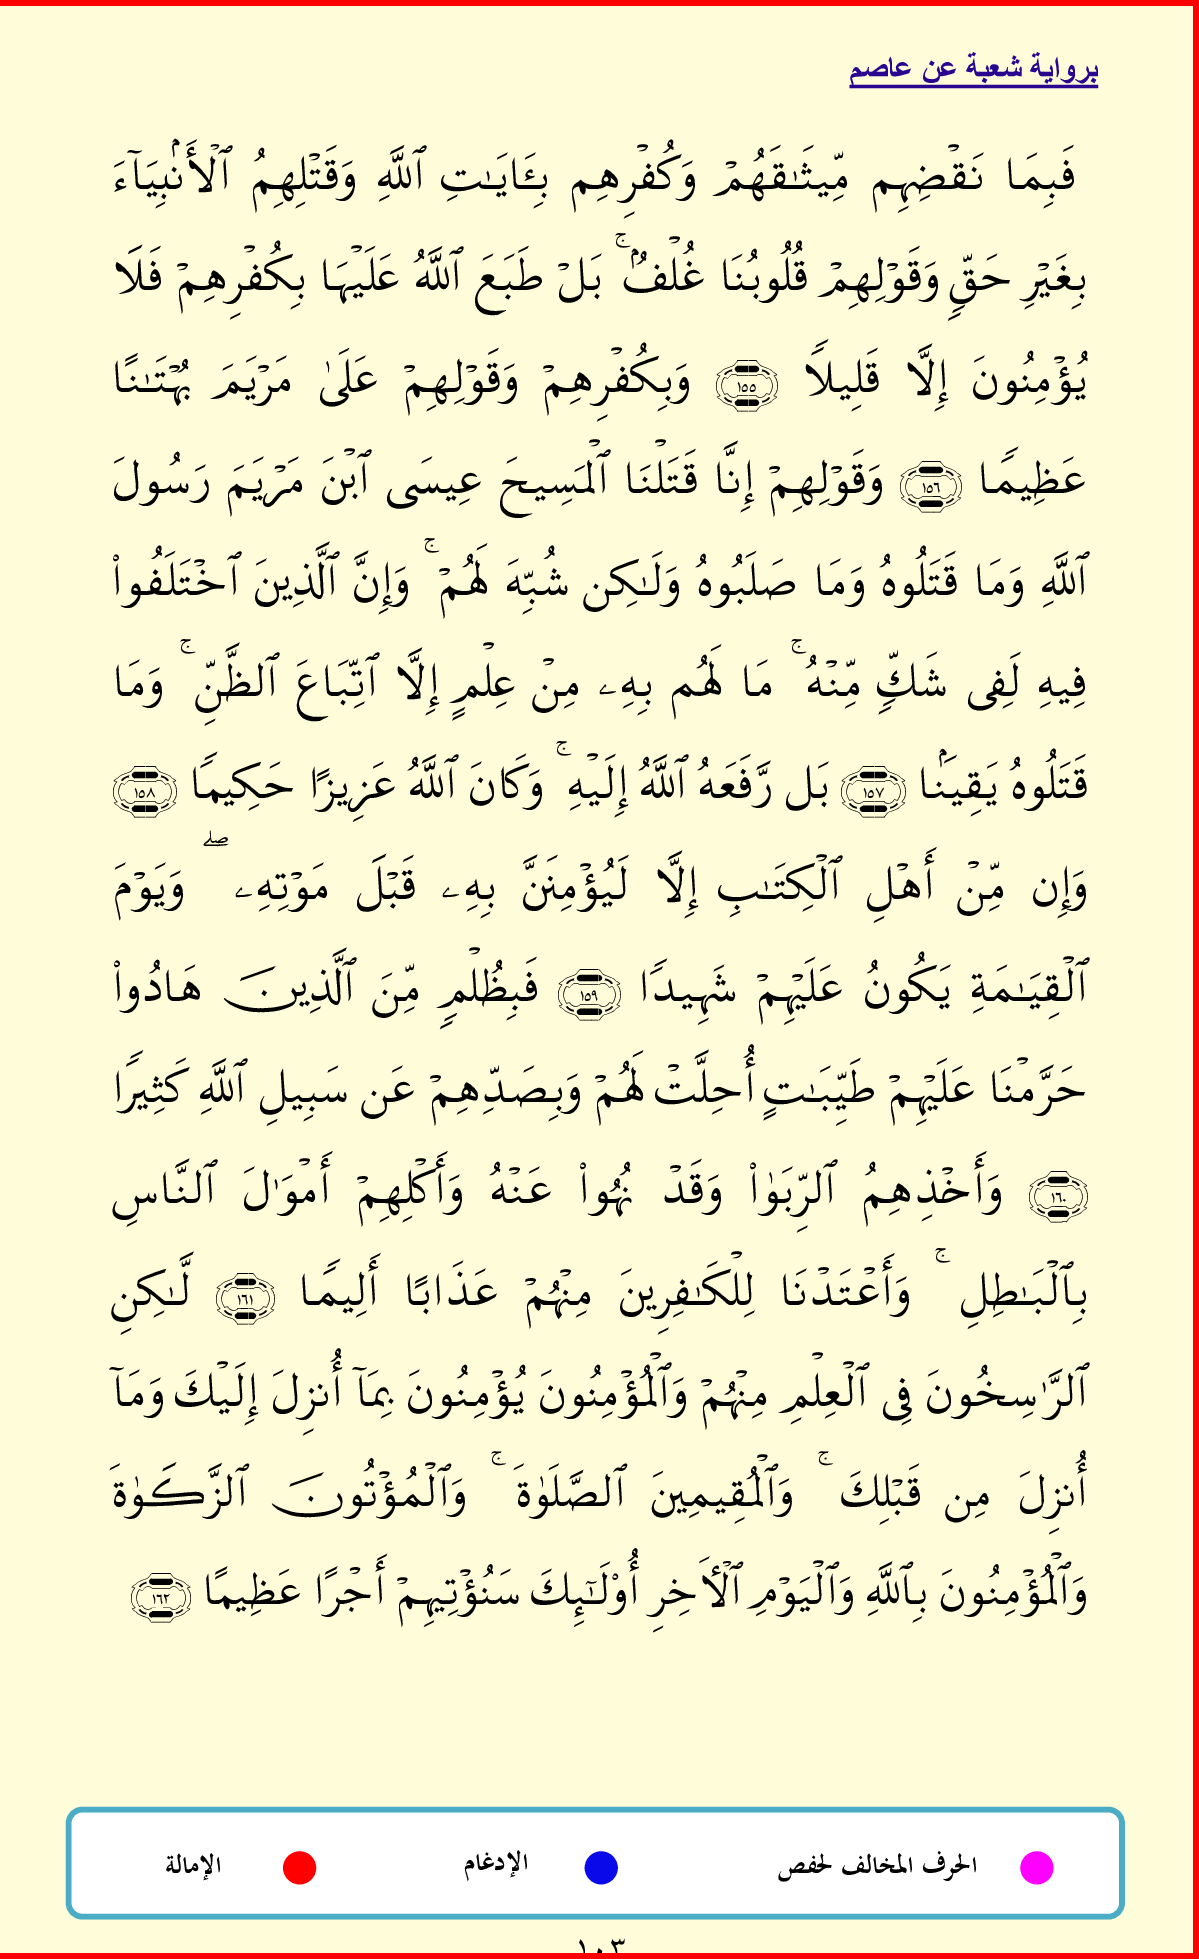 برواية شعبة عن عاصم
فَبِمَا نَقۡضِهِم مِّيثَـٰقَهُمۡ وَكُفۡرِهِم بِـَٔايَـٰتِ ٱللَّهِ وَقَتۡلِهِمُ ٱلۡأَنۢبِيَآءَ
بِغَيۡرِ حَقࣲّ وَقَوۡلِهِمۡ قُلُوبُنَا غُلۡفُۢۚ بَلۡ طَبَعَ ٱللَّهُ عَلَيۡهَا بِكُفۡرِهِمۡ فَلَا
يُؤۡمِنُونَ إِلَّا قَلِيلࣰا ١٥٥ وَبِكُفۡرِهِمۡ وَقَوۡلِهِمۡ عَلَىٰ مَرۡيَمَ بُهۡتَـٰنًا
عَظِيمࣰا ١٥٦ وَقَوۡلِهِمۡ إِنَّا قَتَلۡنَا ٱلۡمَسِيحَ عِيسَى ٱبۡنَ مَرۡيَمَ رَسُولَ
ٱللَّهِ وَمَا قَتَلُوهُ وَمَا صَلَبُوهُ وَلَـٰكِن شُبِّهَ لَهُمۡۚ وَإِنَّ ٱلَّذِينَ ٱخۡتَلَفُواْ
فِيهِ لَفِى شَكࣲّ مِّنۡهُۚ مَا لَهُم بِهِۦ مِنۡ عِلۡمٍ إِلَّا ٱتِّبَاعَ ٱلظَّنِّۚ وَمَا
قَتَلُوهُ يَقِينَۢا ١٥٧ بَل رَّفَعَهُ ٱللَّهُ إِلَيۡهِۚ وَكَانَ ٱللَّهُ عَزِيزًا حَكِيمࣰا ١٥٨
وَإِن مِّنۡ أَهۡلِ ٱلۡكِتَـٰبِ إِلَّا لَيُؤۡمِنَنَّ بِهِۦ قَبۡلَ مَوۡتِهِۦۖ وَيَوۡمَ
ٱلۡقِيَـٰمَةِ يَكُونُ عَلَيۡهِمۡ شَهِيدࣰا ١٥٩ فَبِظُلۡمࣲ مِّنَ ٱلَّذِينَ هَادُواْ
حَرَّمۡنَا عَلَيۡهِمۡ طَيِّبَـٰتٍ أُحِلَّتۡ لَهُمۡ وَبِصَدِّهِمۡ عَن سَبِيلِ ٱللَّهِ كَثِيرࣰا
١٦٠ وَأَخۡذِهِمُ ٱلرِّبَوٰاْ وَقَدۡ نُهُواْ عَنۡهُ وَأَكۡلِهِمۡ أَمۡوَٰلَ ٱلنَّاسِ
بِٱلۡبَـٰطِلِۚ وَأَعۡتَدۡنَا لِلۡكَـٰفِرِينَ مِنۡهُمۡ عَذَابًا أَلِيمࣰا ١٦١ لَّـٰكِنِ
ٱلرَّٰسِخُونَ فِى ٱلۡعِلۡمِ مِنۡهُمۡ وَٱلۡمُؤۡمِنُونَ يُؤۡمِنُونَ بِمَآ أُنزِلَ إِلَيۡكَ وَمَآ
أُنزِلَ مِن قَبۡلِكَۚ وَٱلۡمُقِيمِينَ ٱلصَّلَوٰةَۚ وَٱلۡمُؤۡتُونَ ٱلزَّكَوٰةَ
وَٱلۡمُؤۡمِنُونَ بِٱللَّهِ وَٱلۡيَوۡمِ ٱلۡأَخِرِ أُوْلَـٰٓئِكَ سَنُؤۡتِيهِمۡ أَجۡرًا عَظِيمًا ١٦٢
الحرف المخالف لحفص الإدغام الإمالة
١٠٣